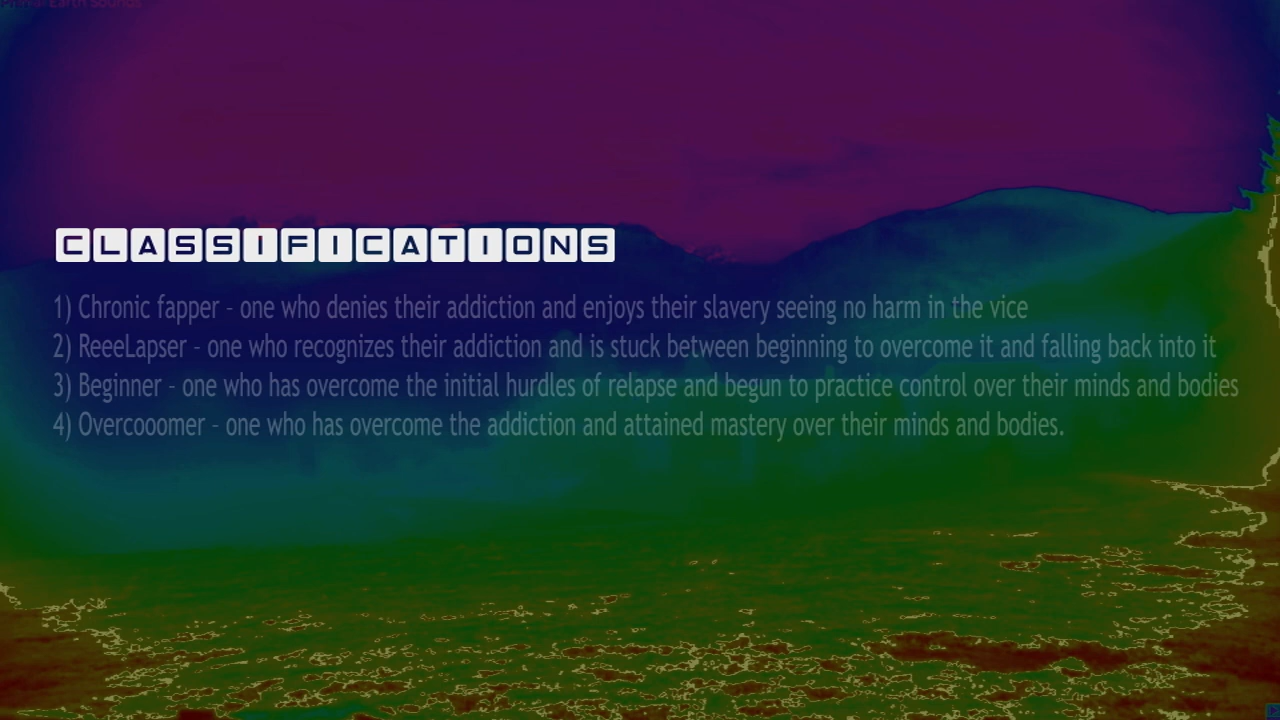 Primal Earth Sounds
CLASSIFICATIONS
1) Chronic fapper - one who denies their addiction and enjoys their slavery seeing no harm in the vice
2) ReeeLapser - one who recognizes their addiction and is stuck between beginning to overcome it and falling back into it
3) Beginner - one who has overcome the initial hurdles of relapse and begun to practice control over their minds and bodies
4) Overcooomer - one who has overcome the addiction and attained mastery over their minds and bodies.